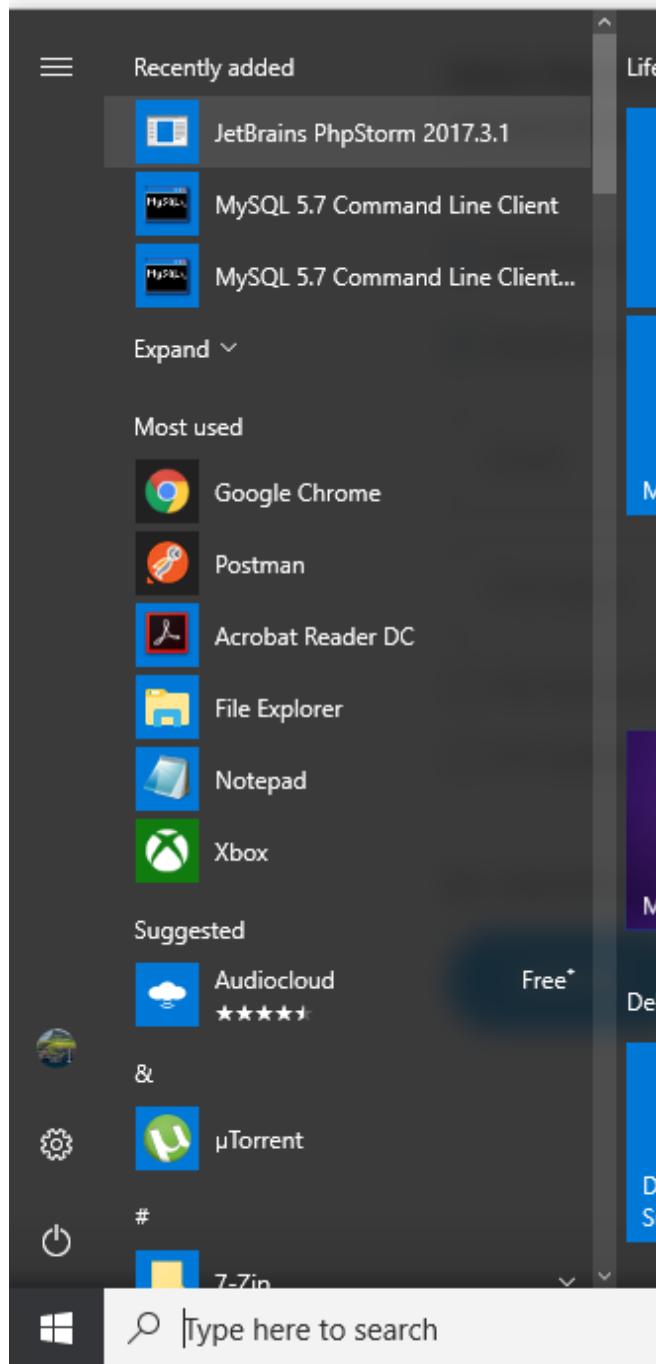 Recently added
JetBrains PhpStorm 2017.3.1
MySQL 5.7 Command Line Client
MySQL 5.7 Command Line Client...
Expand
Most used
Google Chrome
Postman
Acrobat Reader DC
File Explorer
Notepad
Xbox
Suggested
Audiocloud Free+
&
µTorrent
#
7-Zip
Type here to search